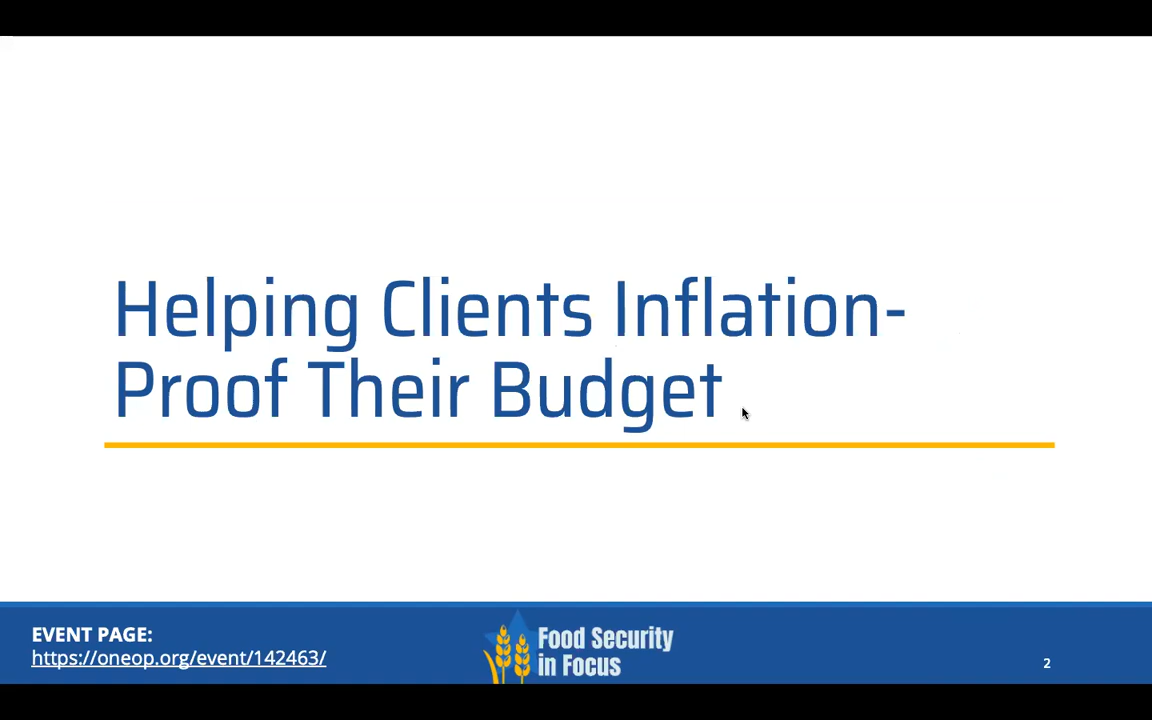 Helping Clients Inflation-
Proof Their Budget
EVENT PAGE:
https://oneop.org/event/142463/
Food Security
in Focus
2